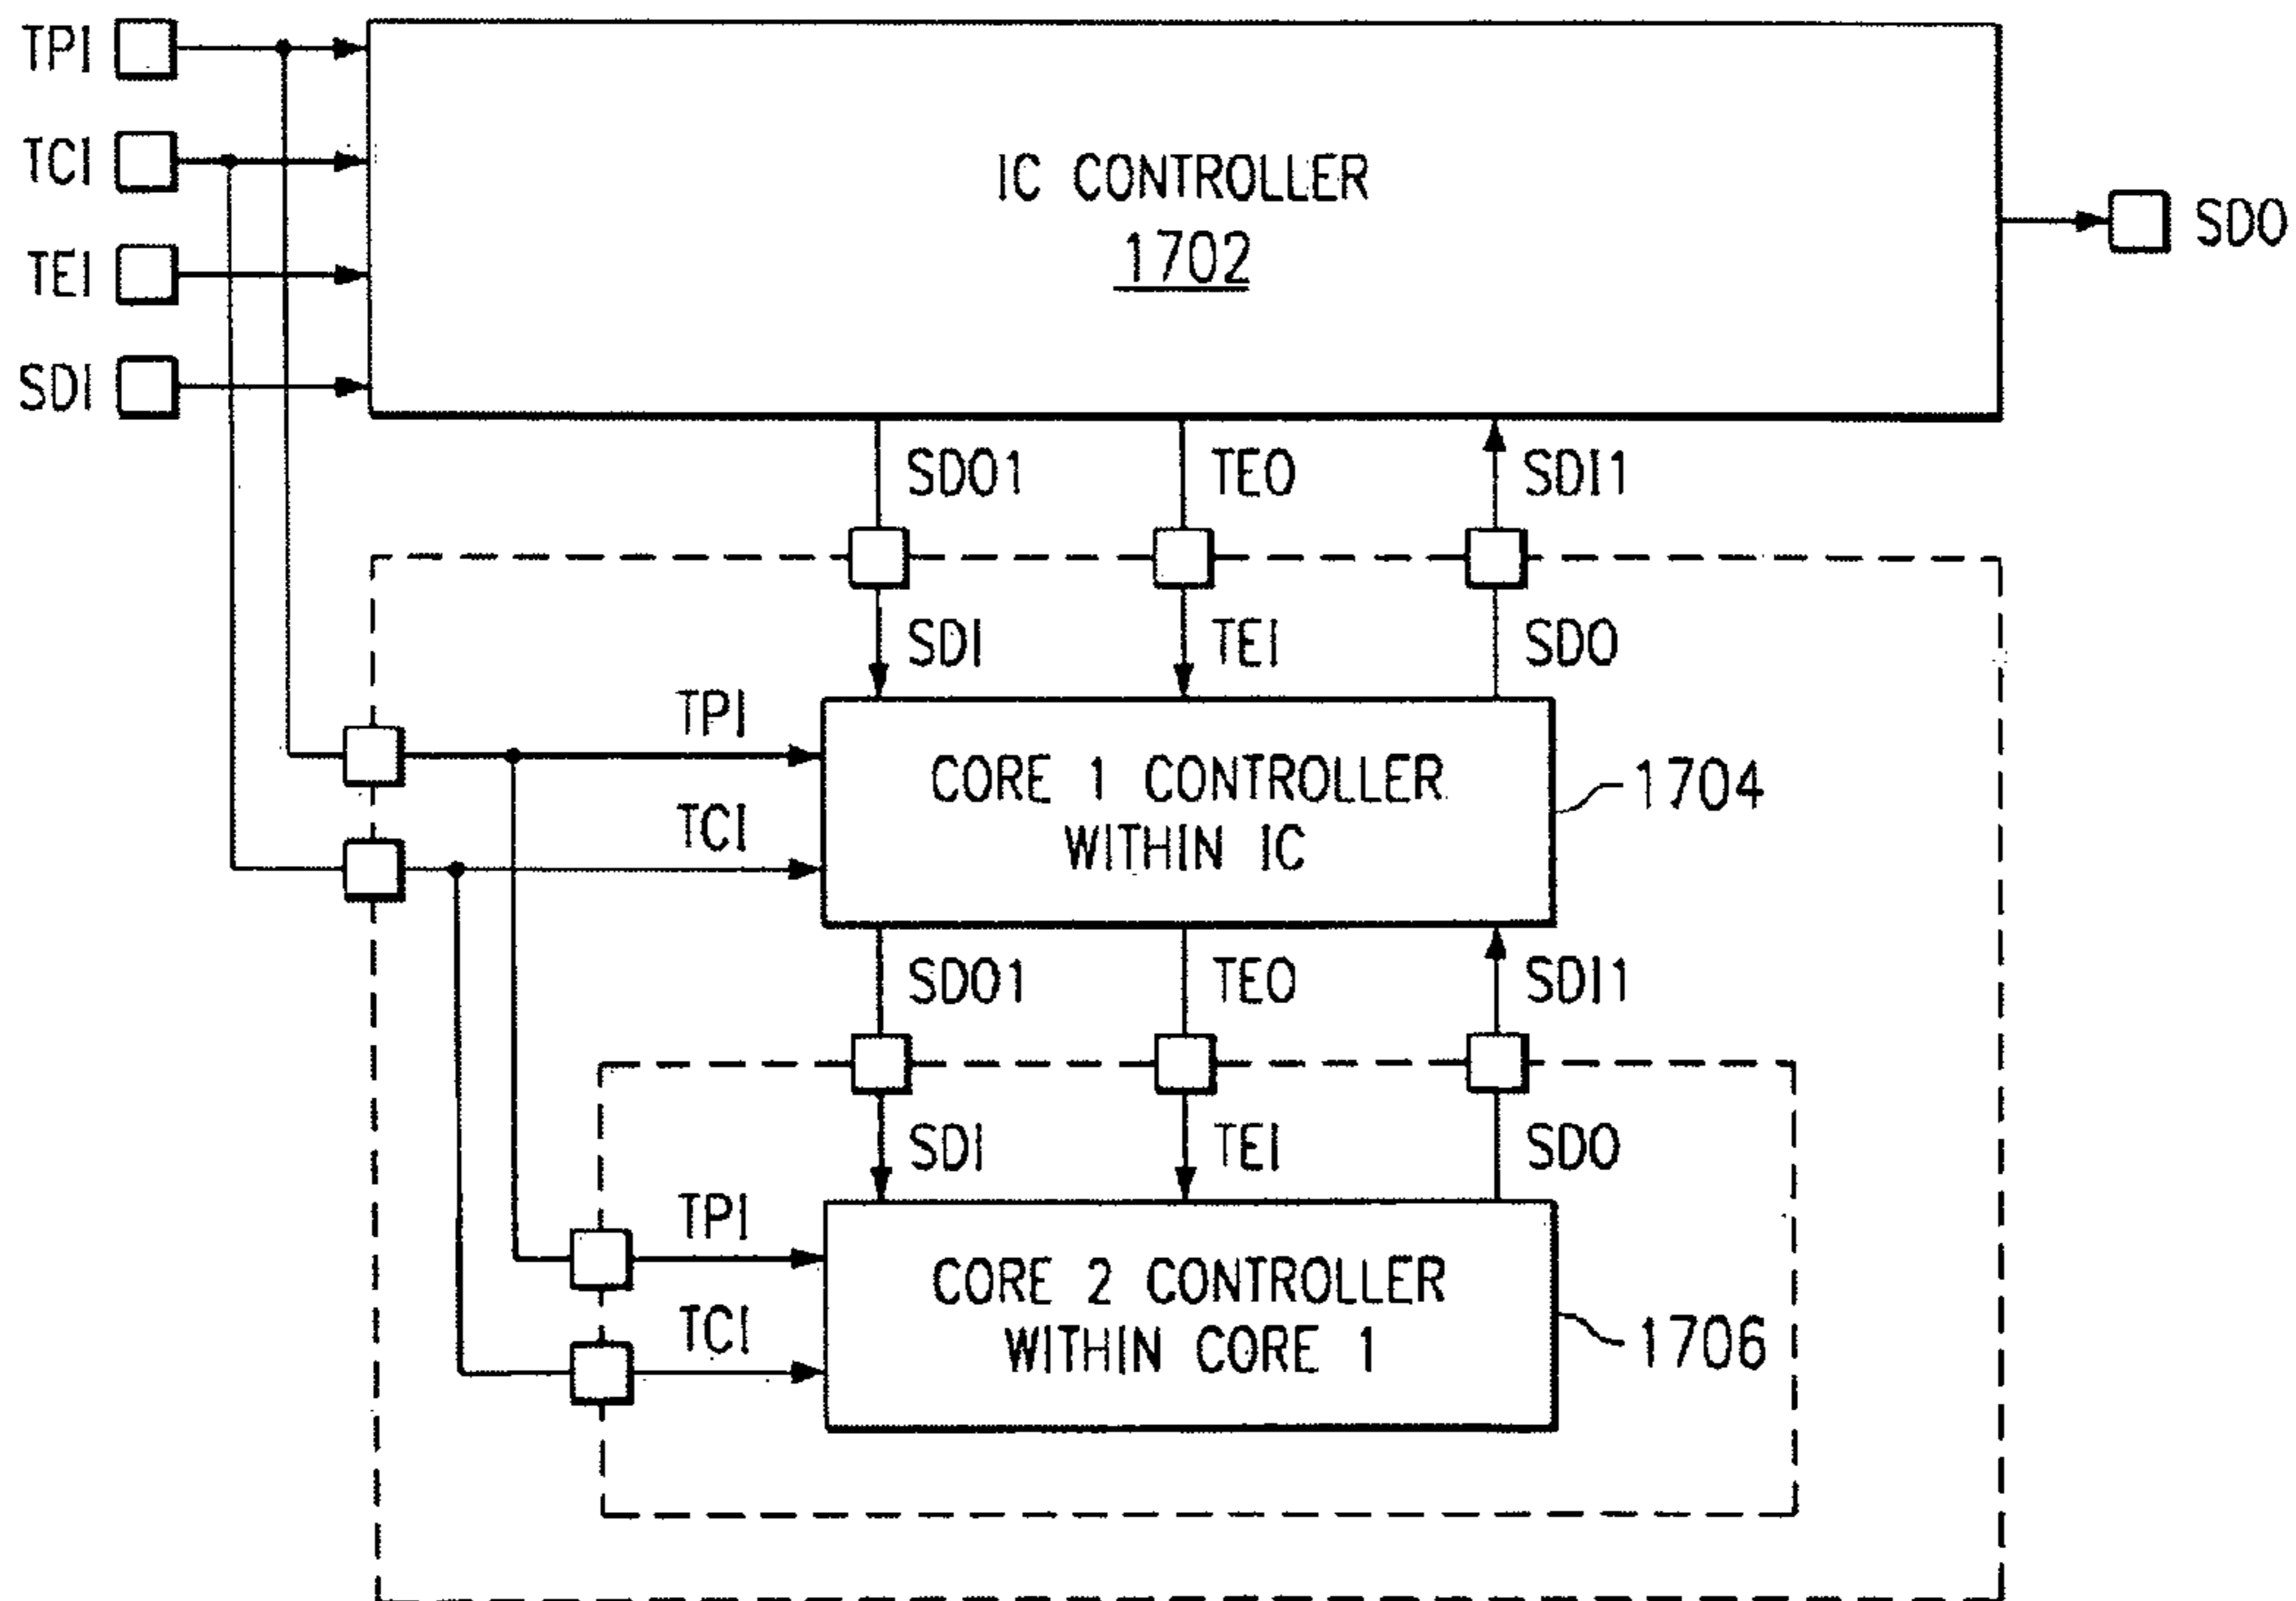 TPI
TCI
TEI
SDI
IC CONTROLLER
1702
SDO
SDO1
TEO
SDI1
SDI
TEI
SDO
TPI
TCI
CORE 1 CONTROLLER
WITHIN IC
1704
SDO1
TEO
SDI1
SDI
TEI
SDO
TPI
TCI
CORE 2 CONTROLLER
WITHIN CORE 1
1706